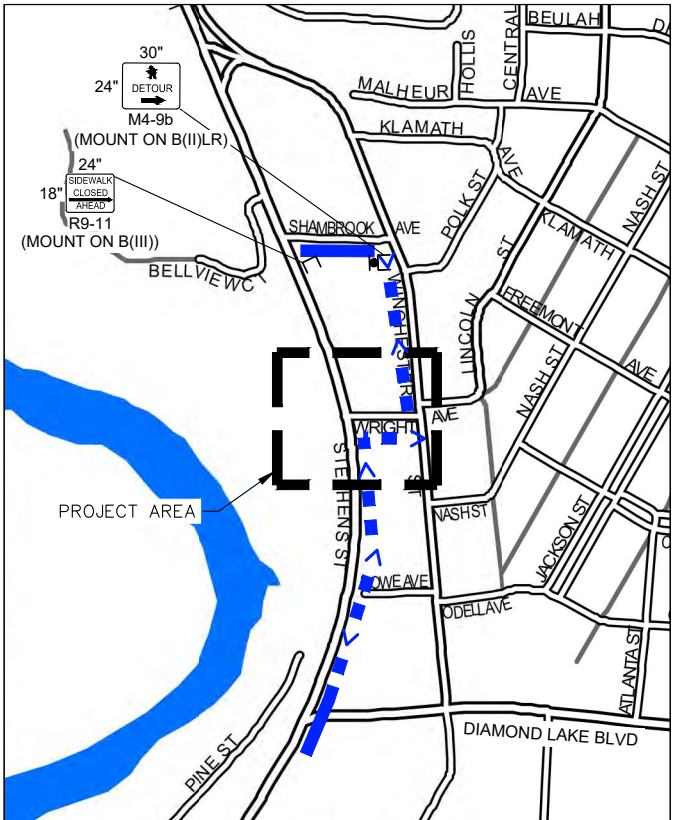 BEULAH
HOLLIS
CENTRAL
MALHEUR
AVE
KLAMATH
AVE
30"
24"
DETOUR
M4-9b
(MOUNT ON B(II)LR)
24"
18"
SIDEWALK
CLOSED
AHEAD
R9-11
(MOUNT ON B(III))
POLK ST
NASH ST
KLAMATH
SHAMBROOK
AVE
BELLVIEW CT
WINCHESTER
ST
LINCOLN
ST
FREEMONT
AVE
NASH ST
WRIGHT
AVE
STEPHENS ST
PROJECT AREA
NASH ST
JACKSON ST
ODELL AVE
ATLANTA ST
DIAMOND LAKE BLVD
PINE ST